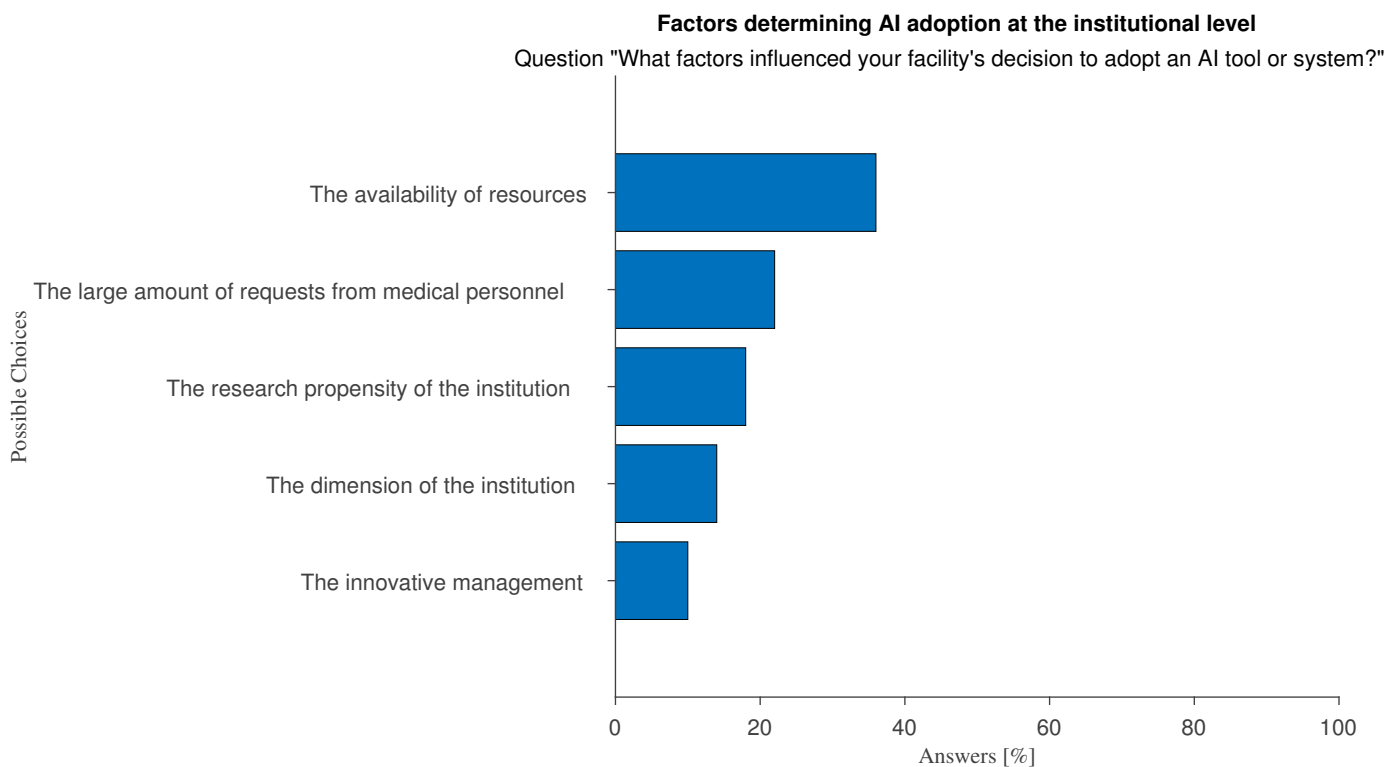 Factors determining AI adoption at the institutional level
Question "What factors influenced your facility's decision to adopt an AI tool or system?"
The availability of resources
The large amount of requests from medical personnel
The research propensity of the institution
The dimension of the institution
The innovative management
Possible Choices
0 20 40 60 80 100
Answers [%]